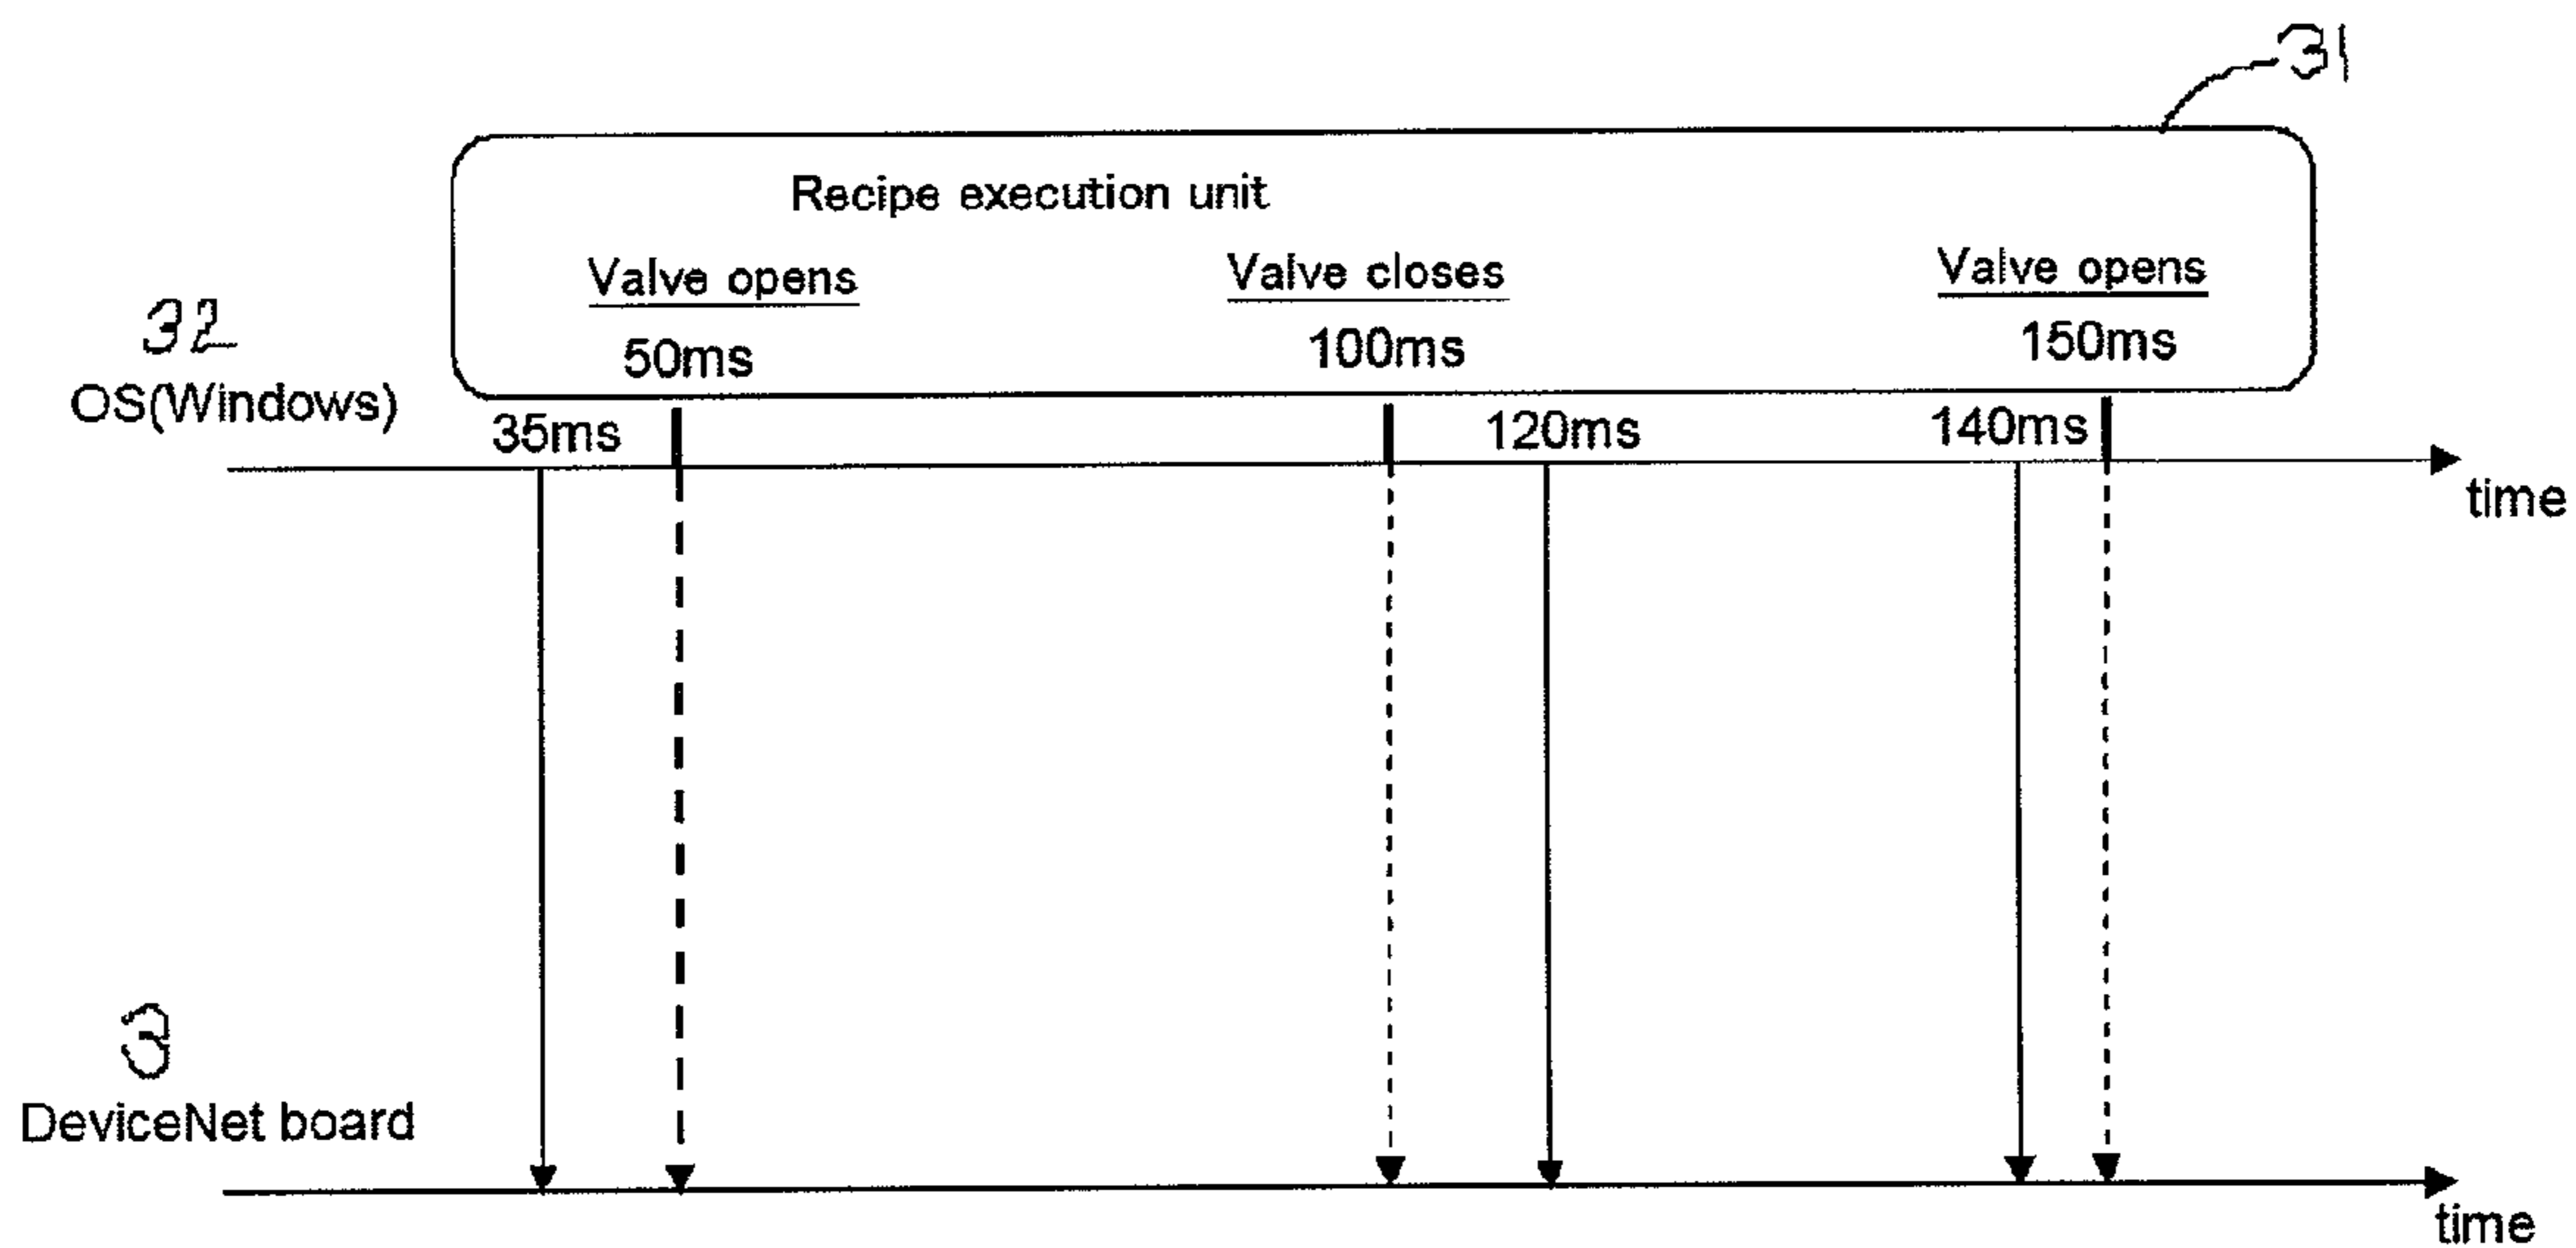 31
Recipe execution unit
Valve opens
Valve closes
Valve opens
50ms
100ms
150ms
32
OS(Windows)
35ms
120ms
140ms
time
3
DeviceNet board
time